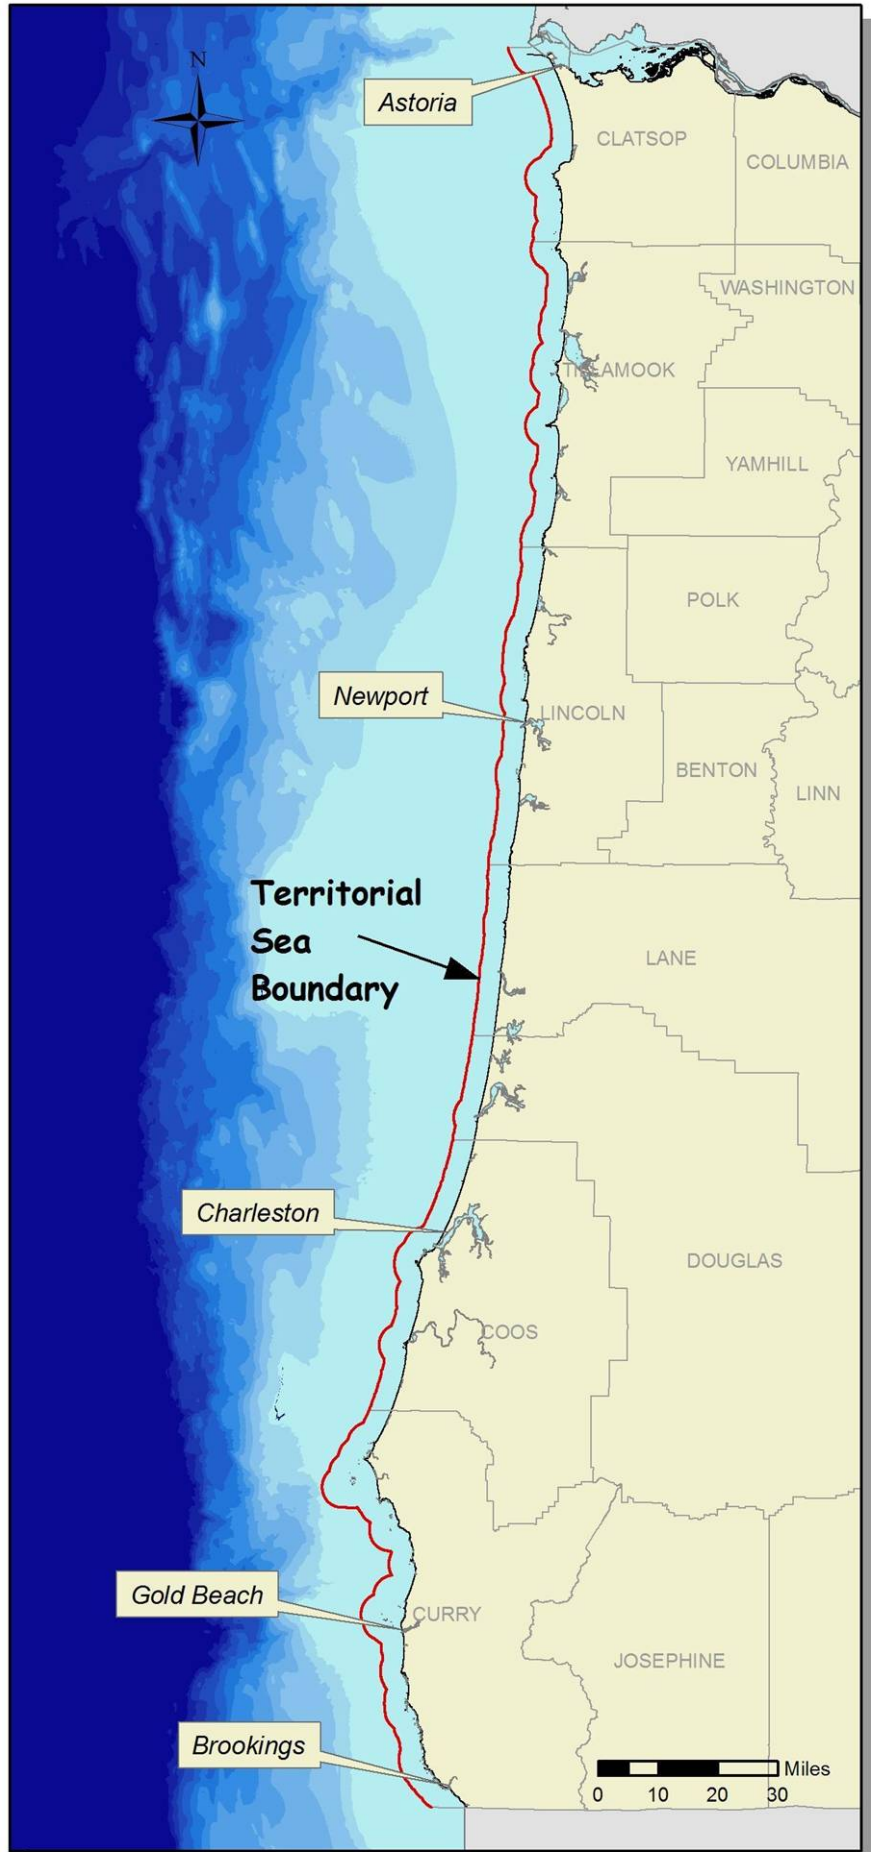 N
Astoria
CLATSOP
COLUMBIA
WASHINGTON
TILLAMOOK
YAMHILL
POLK
Newport
LINCOLN
BENTON
LINN
Territorial
Sea
Boundary
LANE
Charleston
DOUGLAS
COOS
Gold Beach
CURRY
JOSEPHINE
Brookings
Miles
0 10 20 30